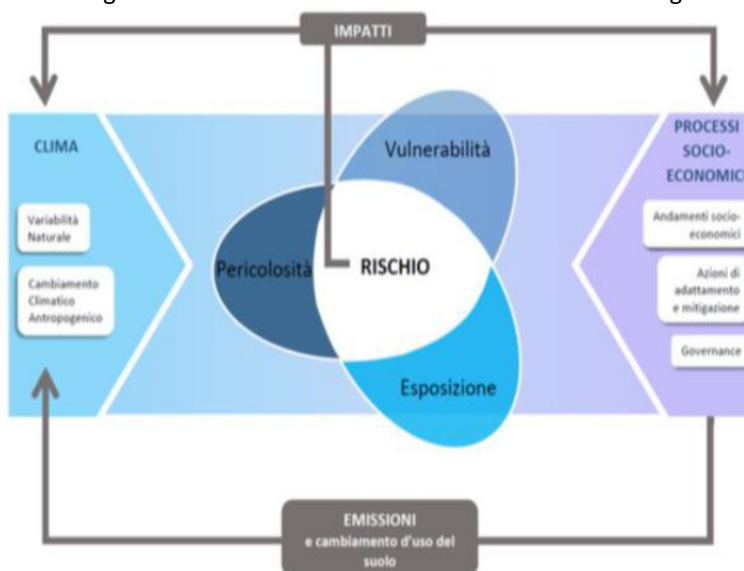 IMPATTI
CLIMA
Variabilità
Naturale
Cambiamento
Climatico
Antropogenico
Vulnerabilità
Pericolosità
RISCHIO
Esposizione
PROCESSI
SOCIO-
ECONOMICI
Andamenti socio-
economici
Azioni di
adattamento
e mitigazione
Governance
EMISSIONI
e cambiamento d'uso del
suolo